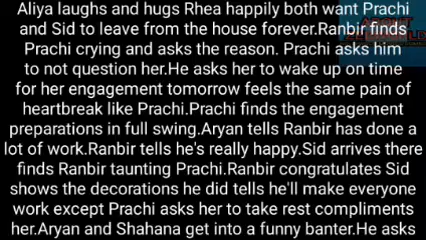 Aliya laughs and hugs Rhea happily both want Prachi
and Sid to leave from the house forever.Ranbir finds
Prachi crying and asks the reason. Prachi asks him
to not question her.He asks her to wake up on time
for her engagement tomorrow feels the same pain of
heartbreak like Prachi.Prachi finds the engagement
preparations in full swing.Aryan tells Ranbir has done a
lot of work.Ranbir tells he's really happy.Sid arrives there
finds Ranbir taunting Prachi.Ranbir congratulates Sid
shows the decorations he did tells he'll make everyone
work except Prachi asks her to take rest compliments
her.Aryan and Shahana get into a funny banter.He asks